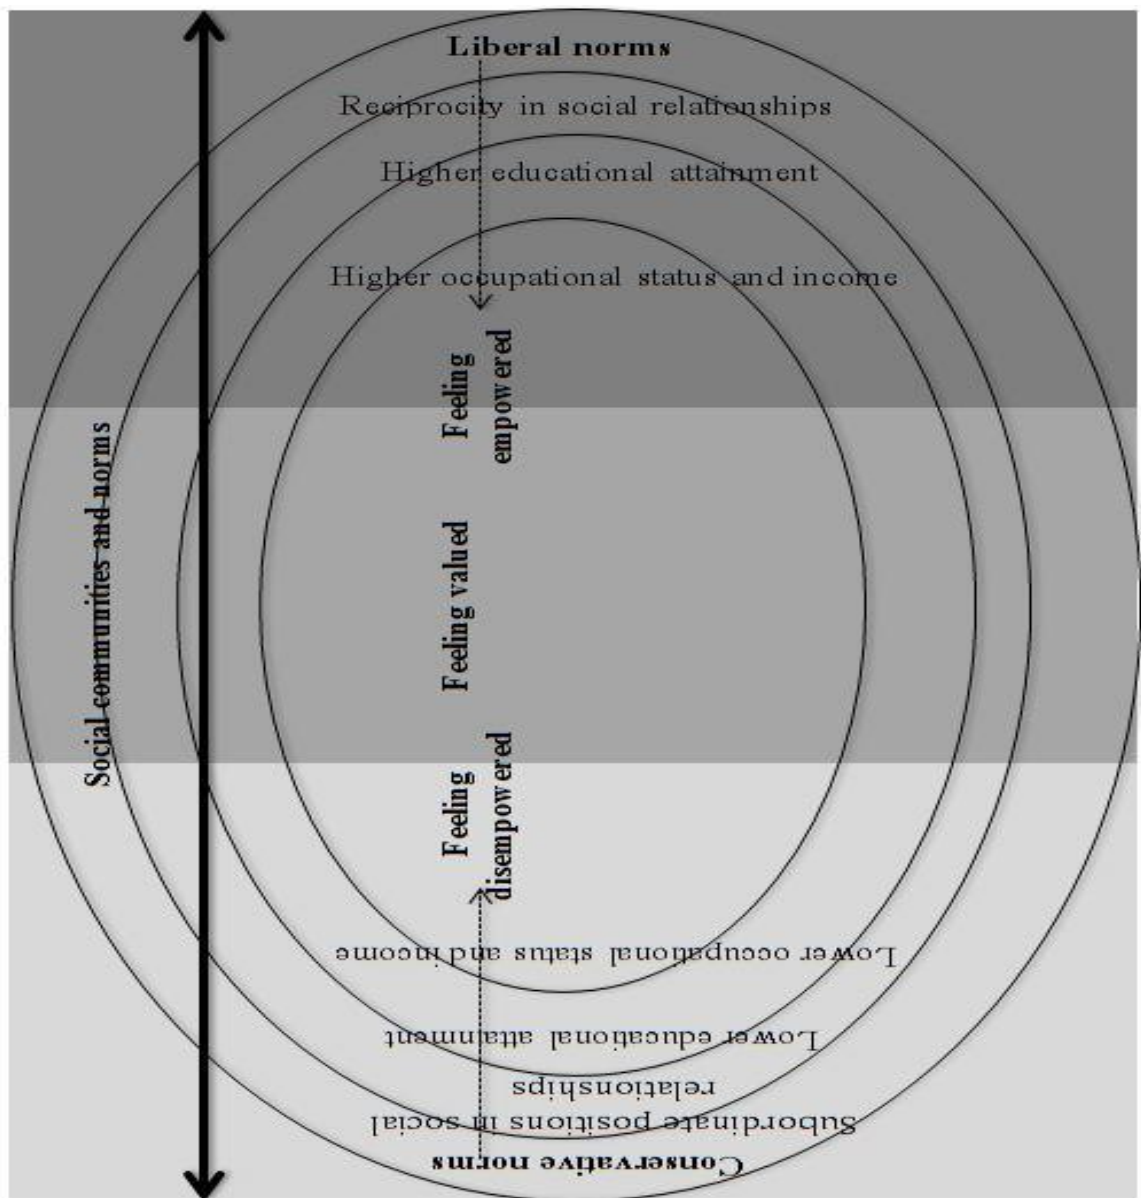 Liberal norms
Reciprocity in social relationships
Higher educational attainment
Higher occupational status and income
Feeling
empowered
Social communities and norms
Feeling valued
Feeling
disempowered
Lower occupational status and income
Lower educational attainment
Subordinate positions in social
relationships
Conservative norms